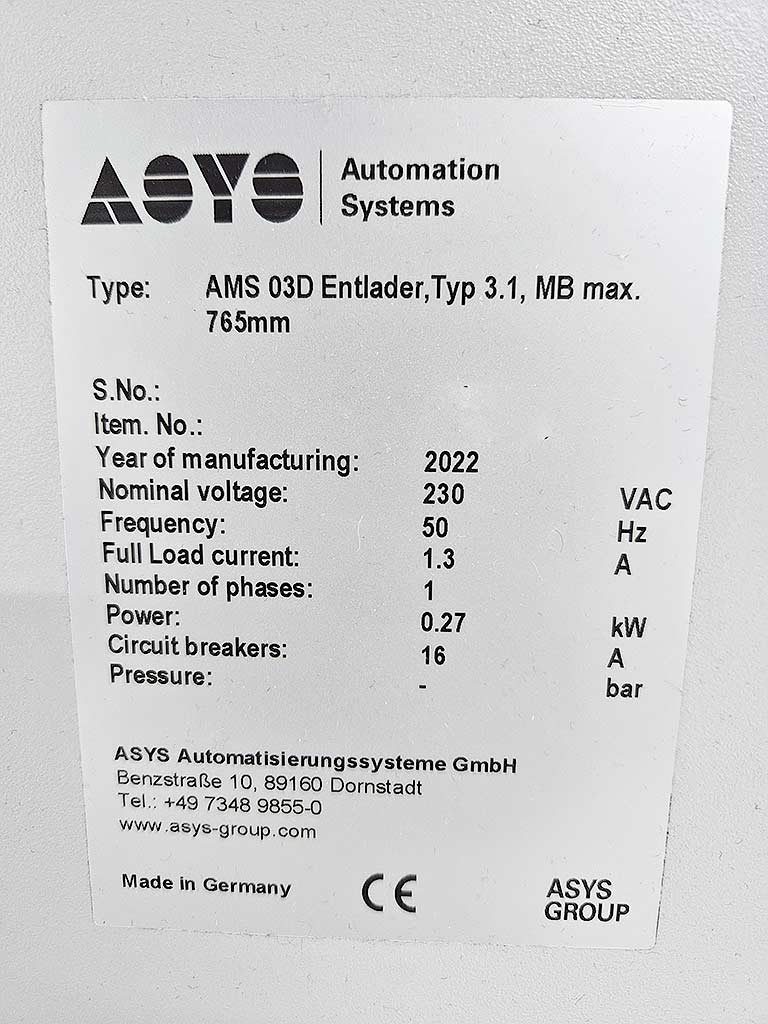 ASYS
Automation
Systems
Type: AMS 03D Entlader,Typ 3.1, MB max.
765mm
S.No.:
Item. No.:
Year of manufacturing: 2022
Nominal voltage: 230 VAC
Frequency: 50 Hz
Full Load current: 1.3 A
Number of phases: 1
Power: 0.27 kW
Circuit breakers: 16 A
Pressure: - bar
ASYS Automatisierungssysteme GmbH
Benzstraße 10, 89160 Dornstadt
Tel.: +49 7348 9855-0
www.asys-group.com
Made in Germany CE ASYS
GROUP